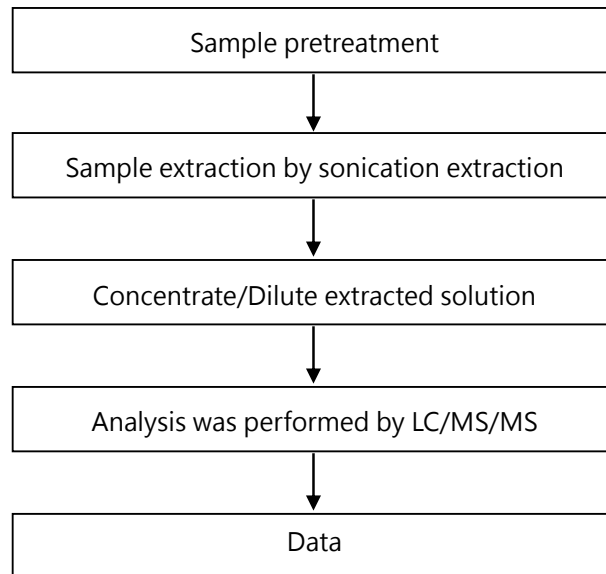 Sample pretreatment
Sample extraction by sonication extraction
Concentrate/Dilute extracted solution
Analysis was performed by LC/MS/MS
Data